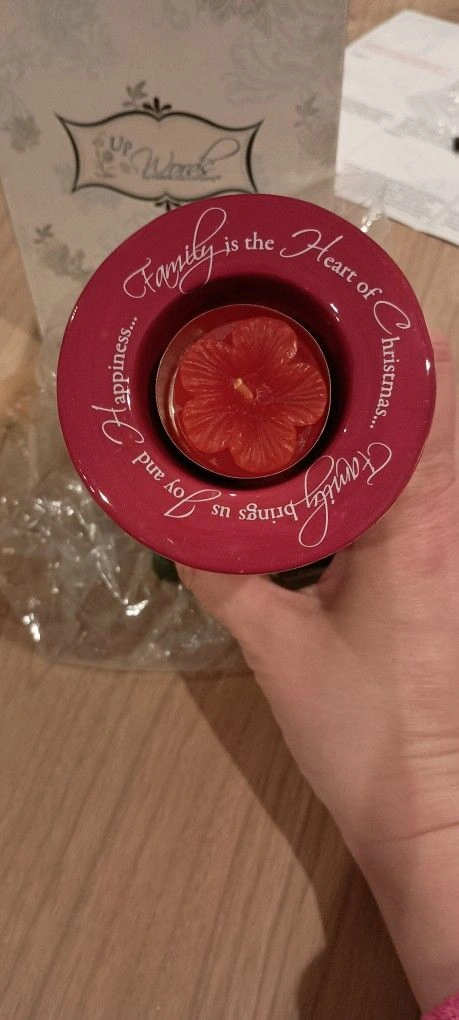 UP
Words
Family is the Heart of Christmas...
Family brings us Joy and Happiness...